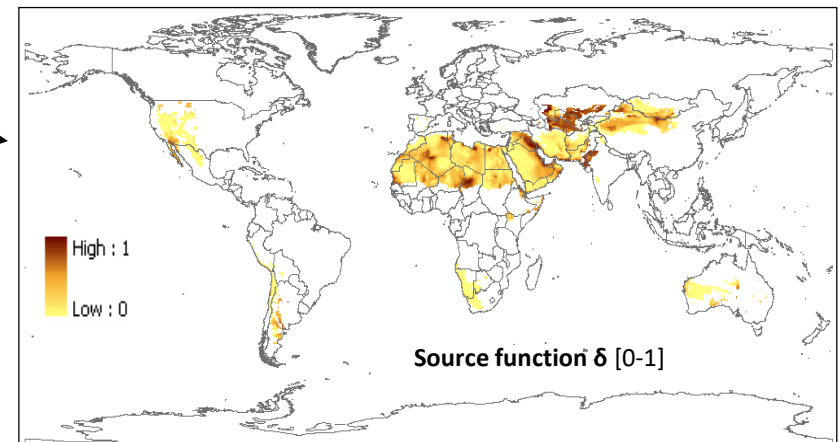 High : 1
Low : 0
Source function δ [0-1]